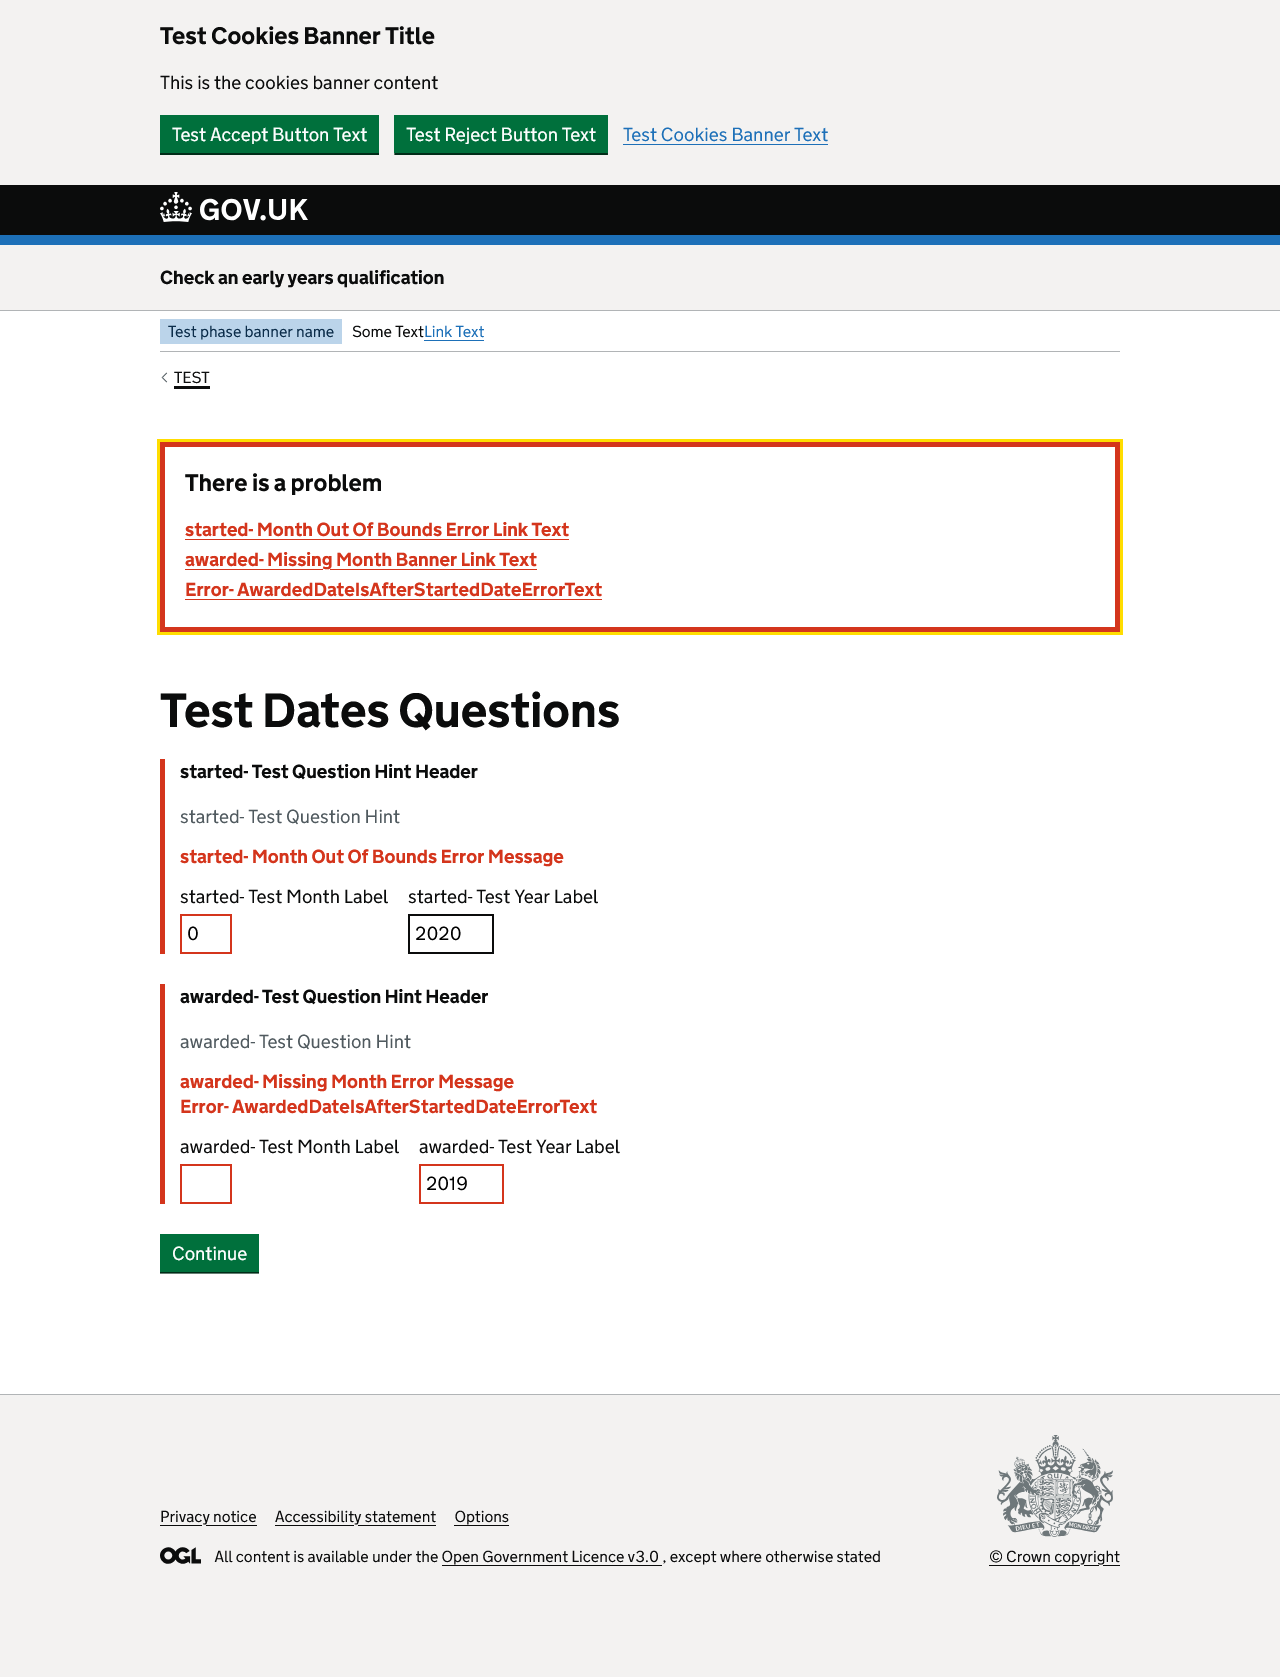 Test Cookies Banner Title
This is the cookies banner content
Test Accept Button Text Test Reject Button Text Test Cookies Banner Text
GOV.UK
Check an early years qualification
Test phase banner name Some TextLink Text
TEST
There is a problem
started- Month Out Of Bounds Error Link Text
awarded- Missing Month Banner Link Text
Error- AwardedDateIsAfterStartedDateErrorText
Test Dates Questions
started- Test Question Hint Header
started- Test Question Hint
started- Month Out Of Bounds Error Message
started- Test Month Label started- Test Year Label
0 2020
awarded- Test Question Hint Header
awarded- Test Question Hint
awarded- Missing Month Error Message
Error- AwardedDateIsAfterStartedDateErrorText
awarded- Test Month Label awarded- Test Year Label
2019
Continue
Privacy notice Accessibility statement Options
OGL All content is available under the Open Government Licence v3.0 , except where otherwise stated
© Crown copyright